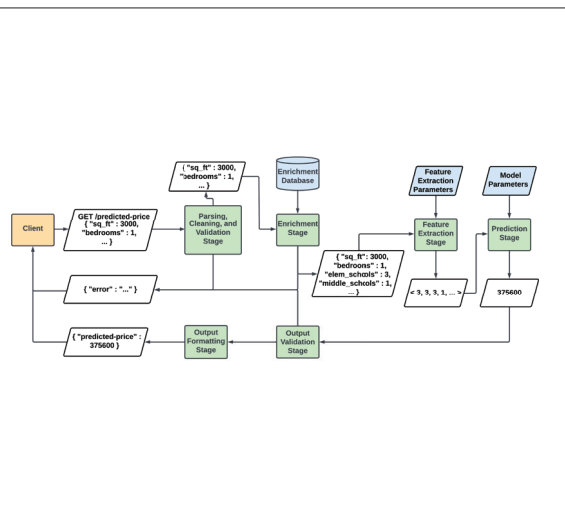 { "sq_ft" : 3000,
"bedrooms" : 1,
... }
Enrichment
Database
Feature
Extraction
Parameters
Model
Parameters
Client
GET /predicted-price
{ "sq_ft" : 3000,
"bedrooms" : 1,
... }
Parsing,
Cleaning, and
Validation
Stage
Enrichment
Stage
{ "sq_ft" : 3000,
"bedrooms" : 1,
"elem_schools" : 3,
"middle_schools" : 1,
... }
Feature
Extraction
Stage
Prediction
Stage
{ "error" : "..." }
< 3, 3, 3, 1, ... >
375600
{ "predicted-price" :
375600 }
Output
Formatting
Stage
Output
Validation
Stage